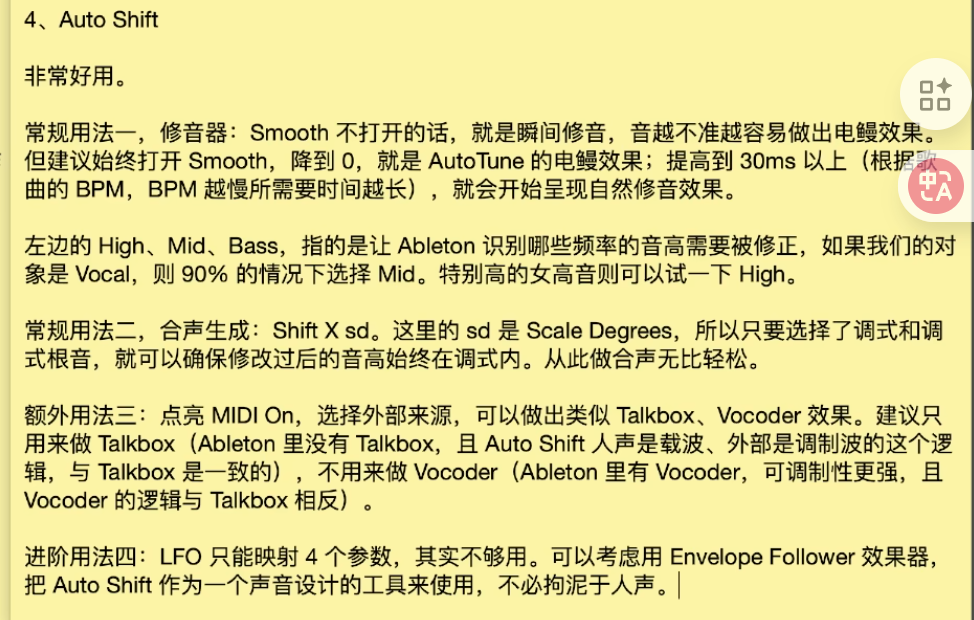 4、Auto Shift
非常好用。
常规用法一，修音器：Smooth 不打开的话，就是瞬间修音，音越不准越容易做出电鳗效果。
但建议始终打开 Smooth，降到 0，就是 AutoTune 的电鳗效果；提高到 30ms 以上（根据歌
曲的 BPM，BPM 越慢所需要时间越长），就会开始呈现自然修音效果。
左边的 High、Mid、Bass，指的是让 Ableton 识别哪些频率的音高需要被修正，如果我们的对
象是 Vocal，则 90% 的情况下选择 Mid。特别高的女高音则可以试一下 High。
常规用法二，合声生成：Shift X sd。这里的 sd 是 Scale Degrees，所以只要选择了调式和调
式根音，就可以确保修改过后的音高始终在调式内。从此做合声无比轻松。
额外用法三：点亮 MIDI On，选择外部来源，可以做出类似 Talkbox、Vocoder 效果。建议只
用来做 Talkbox（Ableton 里没有 Talkbox，且 Auto Shift 人声是载波、外部是调制波的这个逻
辑，与 Talkbox 是一致的），不用来做 Vocoder（Ableton 里有 Vocoder，可调制性更强，且
Vocoder 的逻辑与 Talkbox 相反）。
进阶用法四：LFO 只能映射 4 个参数，其实不够用。可以考虑用 Envelope Follower 效果器，
把 Auto Shift 作为一个声音设计的工具来使用，不必拘泥于人声。
中A